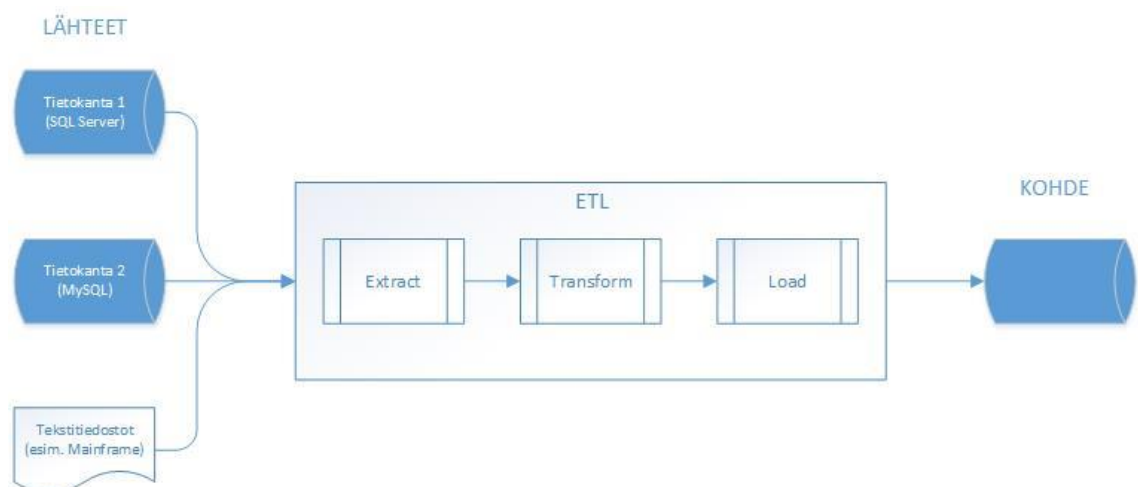 LÄHTEET
Tietokanta 1
(SQL Server)
Tietokanta 2
(MySQL)
Tekstitiedostot
(esim. Mainframe)
ETL
Extract
Transform
Load
KOHDE